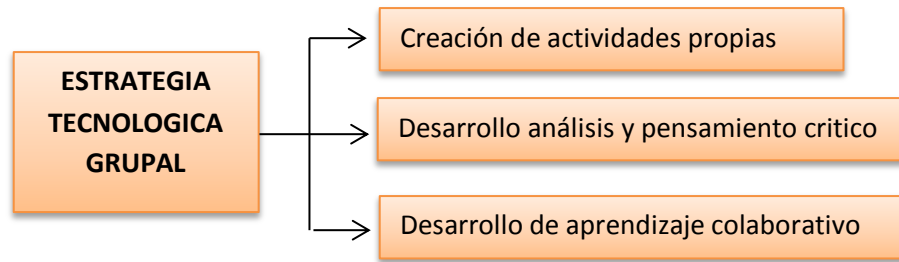 ESTRATEGIA
TECNOLOGICA
GRUPAL
Creación de actividades propias
Desarrollo análisis y pensamiento critico
Desarrollo de aprendizaje colaborativo